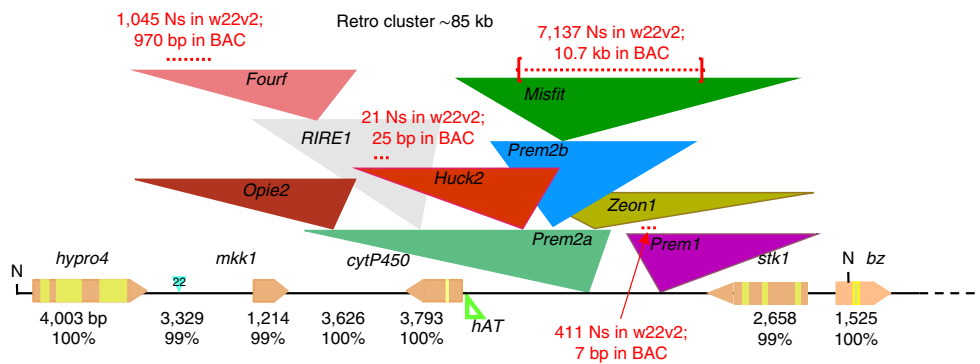 1,045 Ns in w22v2;
970 bp in BAC
Retro cluster ~85 kb
7,137 Ns in w22v2;
10.7 kb in BAC
Fourf
Misfit
21 Ns in w22v2;
25 bp in BAC
RIRE1
Prem2b
Opie2
Huck2
Zeon1
Prem2a
Prem1
N
hypro4
22
mkk1
cytP450
stk1
N
bz
hAT
4,003 bp
3,329
1,214
3,626
3,793
2,658
1,525
100%
99%
99%
100%
100%
99%
100%
411 Ns in w22v2;
7 bp in BAC